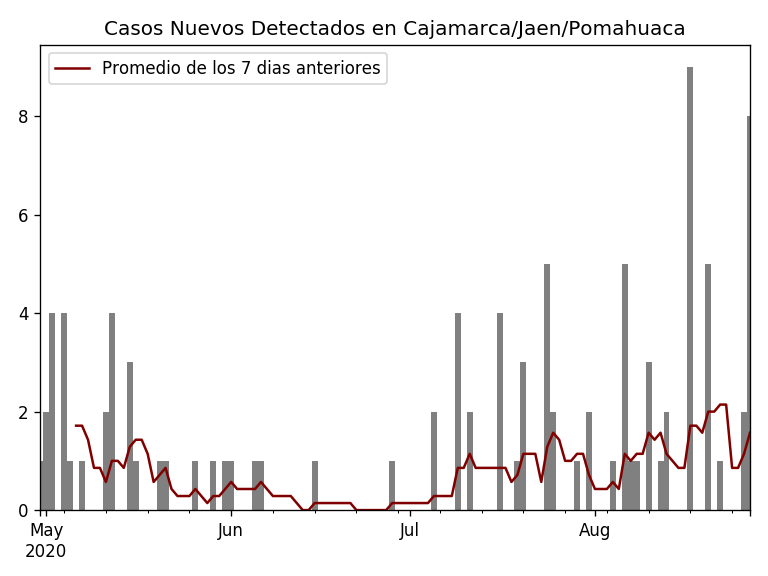 Casos Nuevos Detectados en Cajamarca/Jaen/Pomahuaca
Promedio de los 7 dias anteriores
8
6
4
2
0
May Jun Jul Aug
2020